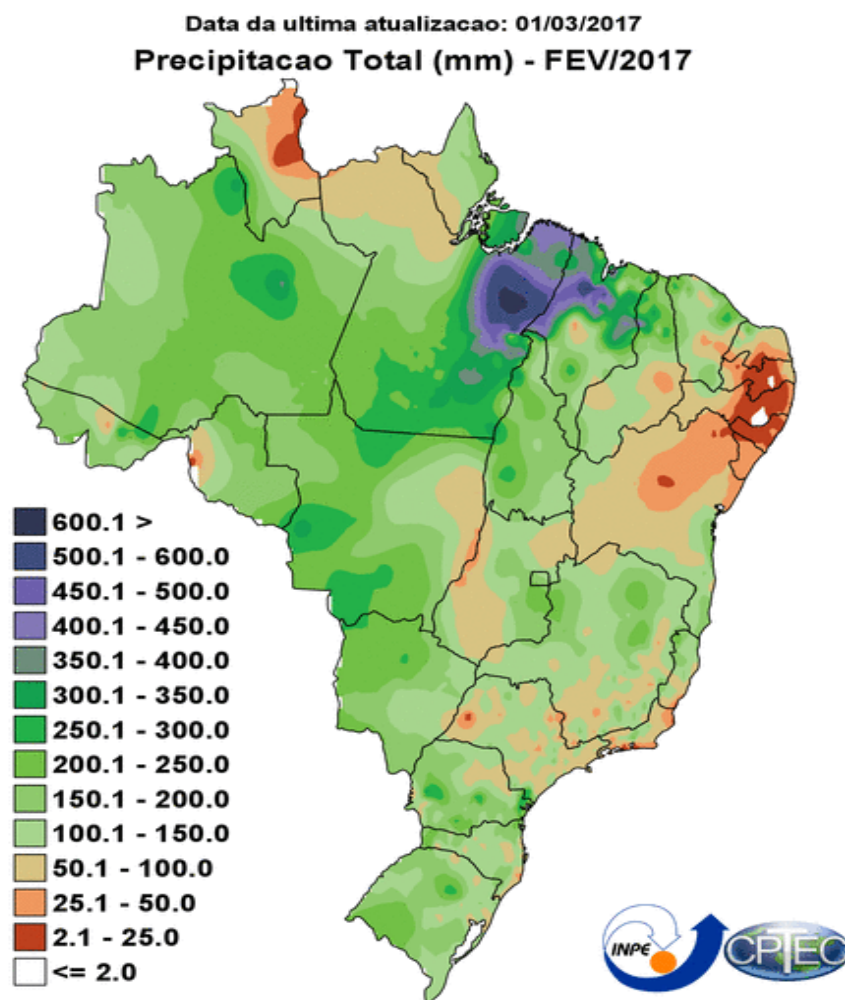 Data da ultima atualizacao: 01/03/2017
Precipitacao Total (mm) - FEV/2017
600.1 >
500.1 - 600.0
450.1 - 500.0
400.1 - 450.0
350.1 - 400.0
300.1 - 350.0
250.1 - 300.0
200.1 - 250.0
150.1 - 200.0
100.1 - 150.0
50.1 - 100.0
25.1 - 50.0
2.1 - 25.0
<= 2.0
INPE
CPTEC